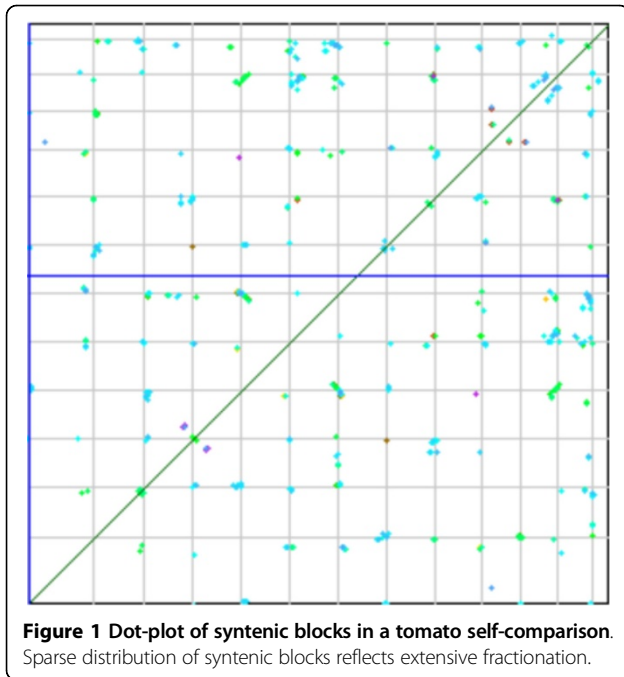 Figure 1 Dot-plot of syntenic blocks in a tomato self-comparison.
Sparse distribution of syntenic blocks reflects extensive fractionation.